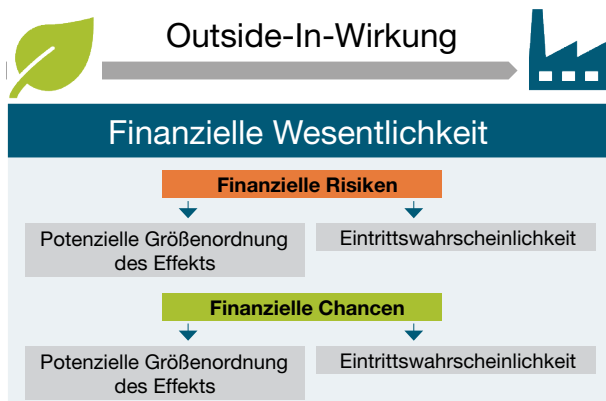 Outside-In-Wirkung
Finanzielle Wesentlichkeit
Finanzielle Risiken
Potenzielle Größenordnung
des Effekts
Eintrittswahrscheinlichkeit
Finanzielle Chancen
Potenzielle Größenordnung
des Effekts
Eintrittswahrscheinlichkeit